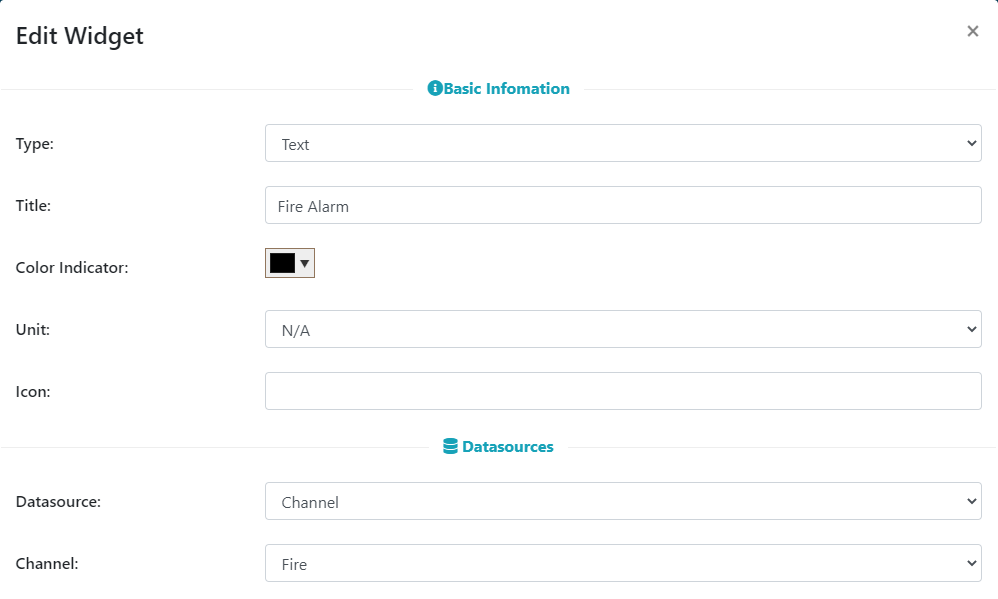 Edit Widget
×
Basic Infomation
Type:
Text
Title:
Fire Alarm
Color Indicator:
Unit:
N/A
Icon:
Datasources
Datasource:
Channel
Channel:
Fire